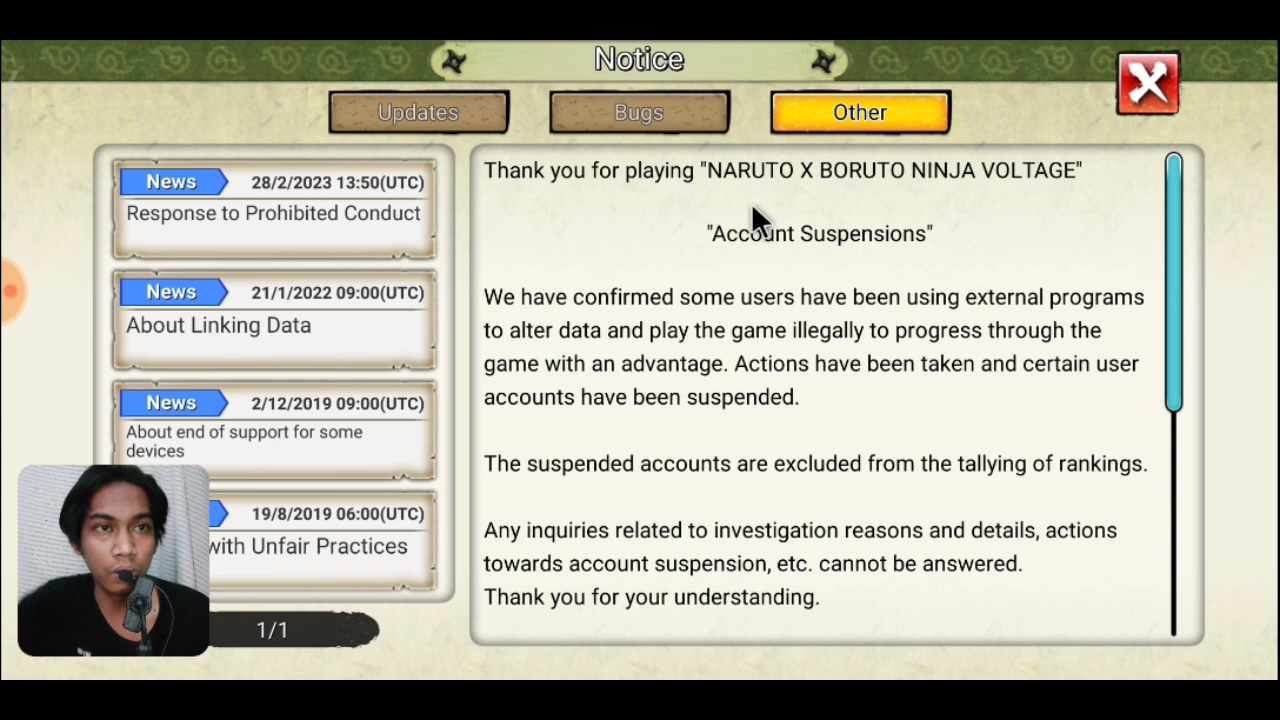 Notice
Updates
Bugs
Other
News
28/2/2023 13:50(UTC)
Response to Prohibited Conduct
News
21/1/2022 09:00(UTC)
About Linking Data
News
2/12/2019 09:00(UTC)
About end of support for some
devices
19/8/2019 06:00(UTC)
with Unfair Practices
1/1
Thank you for playing "NARUTO X BORUTO NINJA VOLTAGE"
"Account Suspensions"
We have confirmed some users have been using external programs
to alter data and play the game illegally to progress through the
game with an advantage. Actions have been taken and certain user
accounts have been suspended.
The suspended accounts are excluded from the tallying of rankings.
Any inquiries related to investigation reasons and details, actions
towards account suspension, etc. cannot be answered.
Thank you for your understanding.